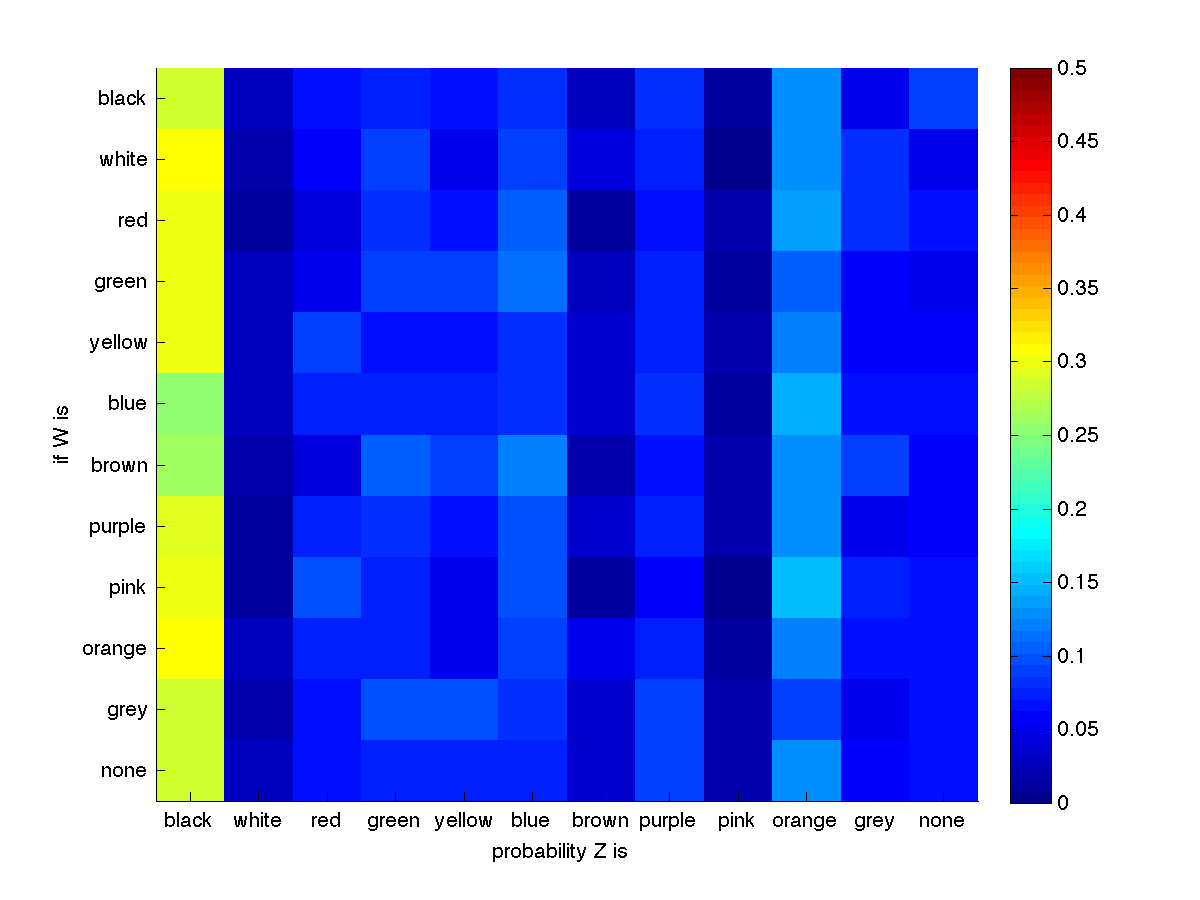 black
white
red
green
yellow
blue
brown
purple
pink
orange
grey
none
if W is
black white red green yellow blue brown purple pink orange grey none
probability Z is
0.5
0.45
0.4
0.35
0.3
0.25
0.2
0.15
0.1
0.05
0